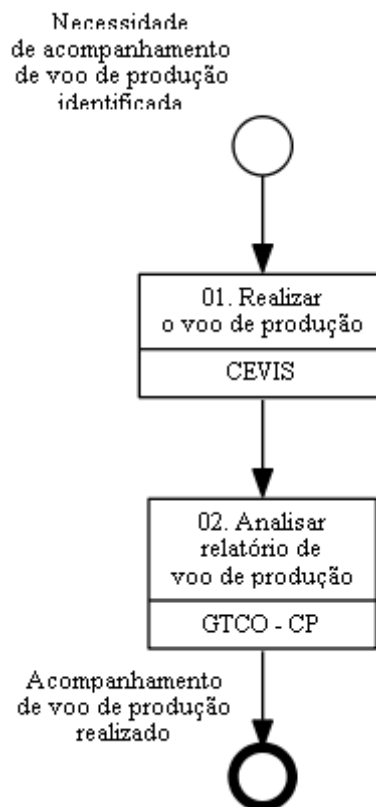 Necessidade
de acompanhamento
de voo de produção
identificada
01. Realizar
o voo de produção
CEVIS
02. Analisar
relatório de
voo de produção
GTCO - CP
Acompanhamento
de voo de produção
realizado